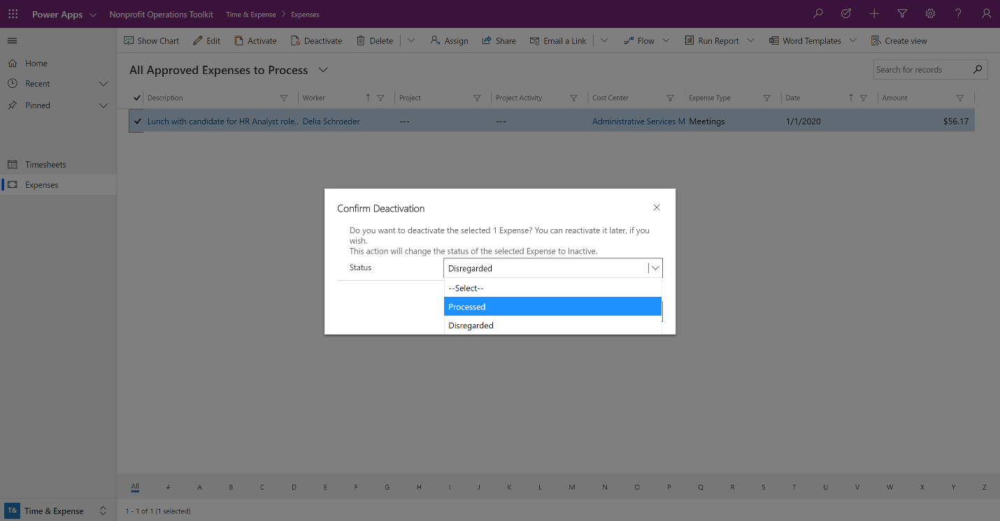 Power Apps
Nonprofit Operations Toolkit
Time & Expense > Expenses
Show Chart
Edit
Activate
Deactivate
Delete
Assign
Share
Email a Link
Flow
Run Report
Word Templates
Create view
Home
Recent
Pinned
Timesheets
Expenses
All Approved Expenses to Process
Search for records
Description
Worker
Project
Project Activity
Cost Center
Expense Type
Date
Amount
Lunch with candidate for HR Analyst role.. Delia Schroeder --- --- Administrative Services M Meetings 1/1/2020 $56.17
Confirm Deactivation
Do you want to deactivate the selected 1 Expense? You can reactivate it later, if you
wish.
This action will change the status of the selected Expense to Inactive.
Status
Disregarded
--Select--
Processed
Disregarded
All # A B C D E F G H I J K L M N O P Q R S T U V W X Y Z
T& Time & Expense
1 - 1 of 1 (1 selected)